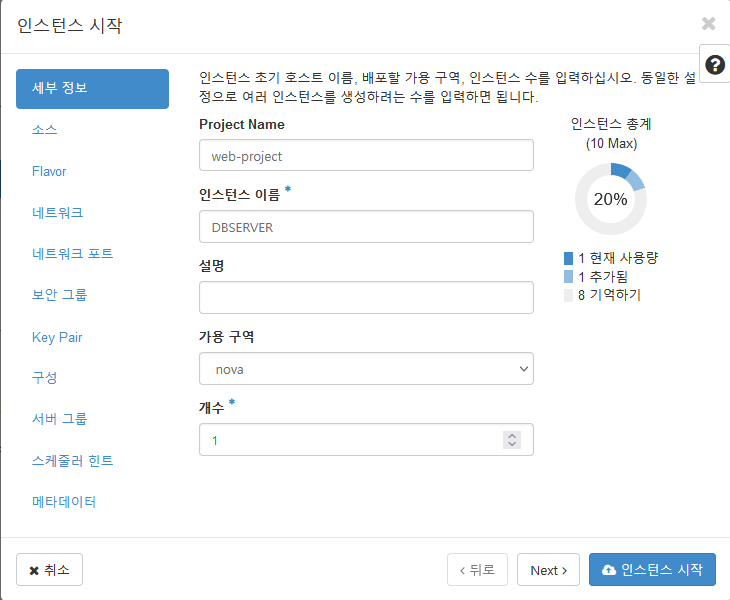 인스턴스 시작
세부 정보
소스
Flavor
네트워크
네트워크 포트
보안 그룹
Key Pair
구성
서버 그룹
스케줄러 힌트
메타데이터
인스턴스 초기 호스트 이름, 배포할 가용 구역, 인스턴스 수를 입력하십시오. 동일한 설
정으로 여러 인스턴스를 생성하려는 수를 입력하면 됩니다.
Project Name
web-project
인스턴스 이름 *
DBSERVER
설명
가용 구역
nova
개수 *
1
인스턴스 총계
(10 Max)
20%
1 현재 사용량
1 추가됨
8 기억하기
취소
< 뒤로
Next >
인스턴스 시작